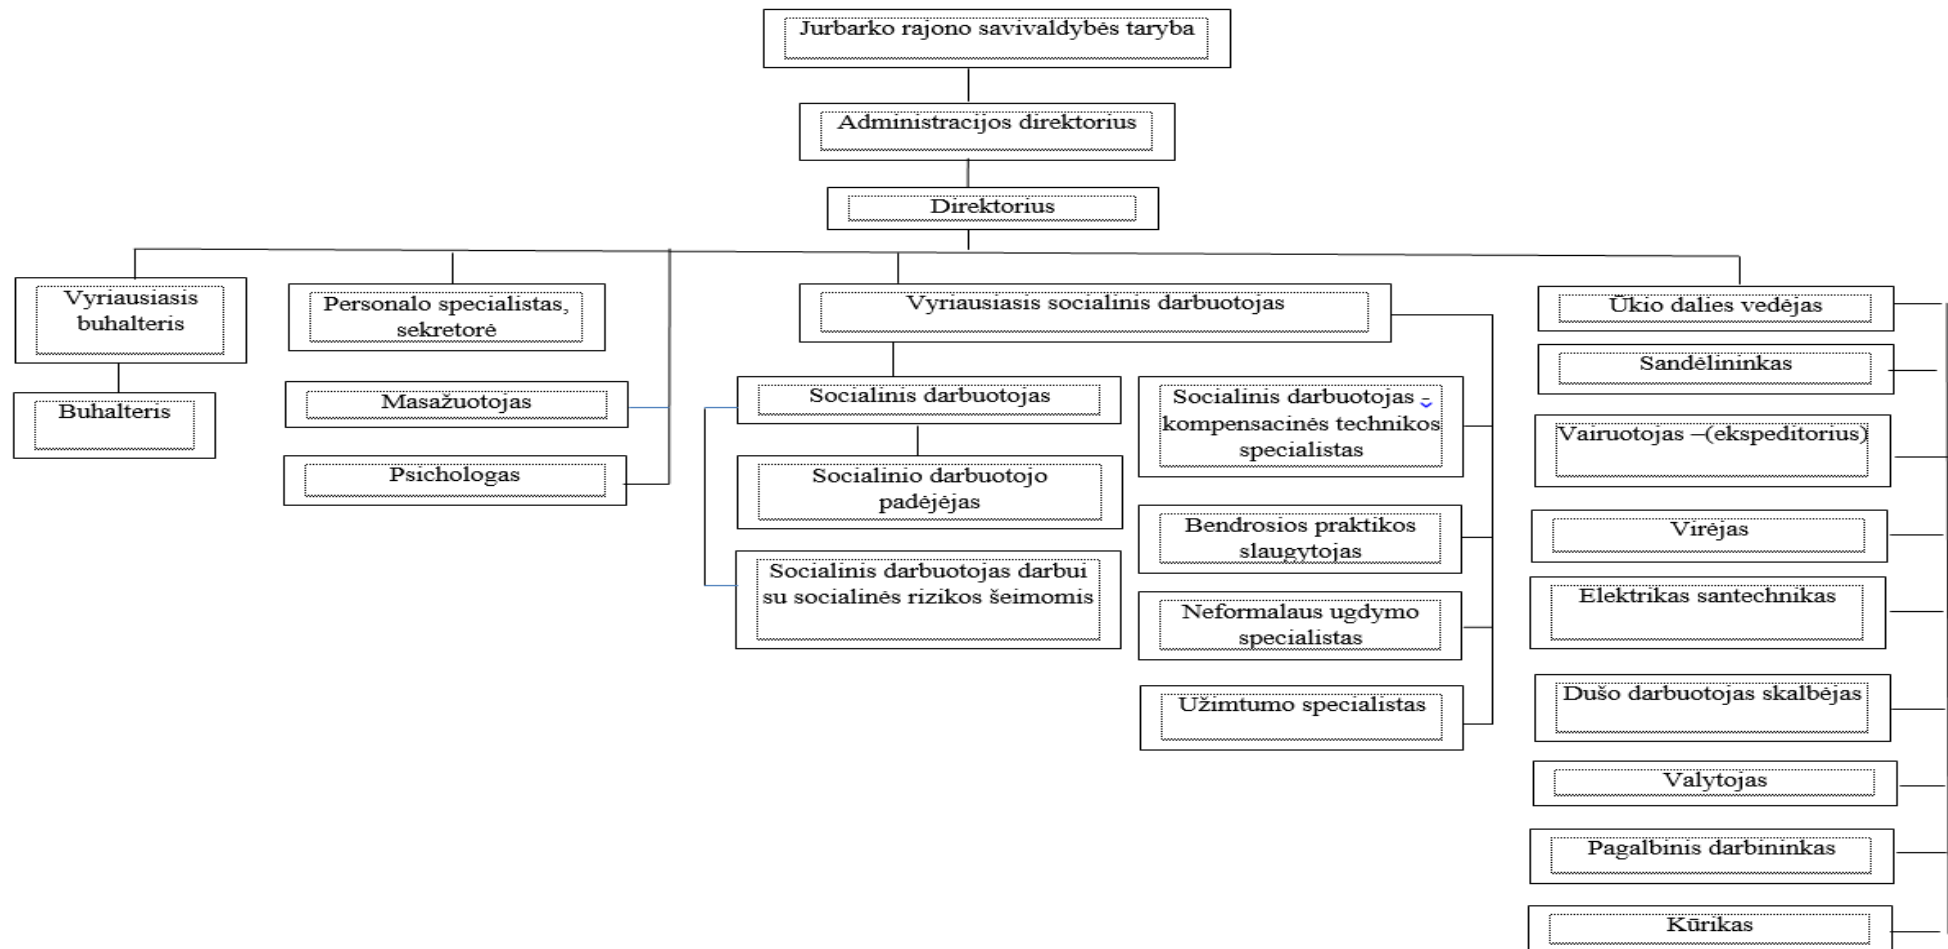 Jurbarko rajono savivaldybės taryba
Administracijos direktorius
Direktorius
Vyriausiasis
buhalteris
Buhalteris
Personalo specialistas,
sekretorė
Masažuotojas
Psichologas
Vyriausiasis socialinis darbuotojas
Socialinis darbuotojas
Socialinio darbuotojo
padėjėjas
Socialinis darbuotojas darbui
su socialinės rizikos šeimomis
Socialinis darbuotojas -
kompensacinės technikos
specialistas
Bendrosios praktikos
slaugytojas
Neformalaus ugdymo
specialistas
Užimtumo specialistas
Ūkio dalies vedėjas
Sandėlininkas
Vairuotojas –(ekspeditorius)
Virėjas
Elektrikas santechnikas
Dušo darbuotojas skalbėjas
Valytojas
Pagalbinis darbininkas
Kūrikas